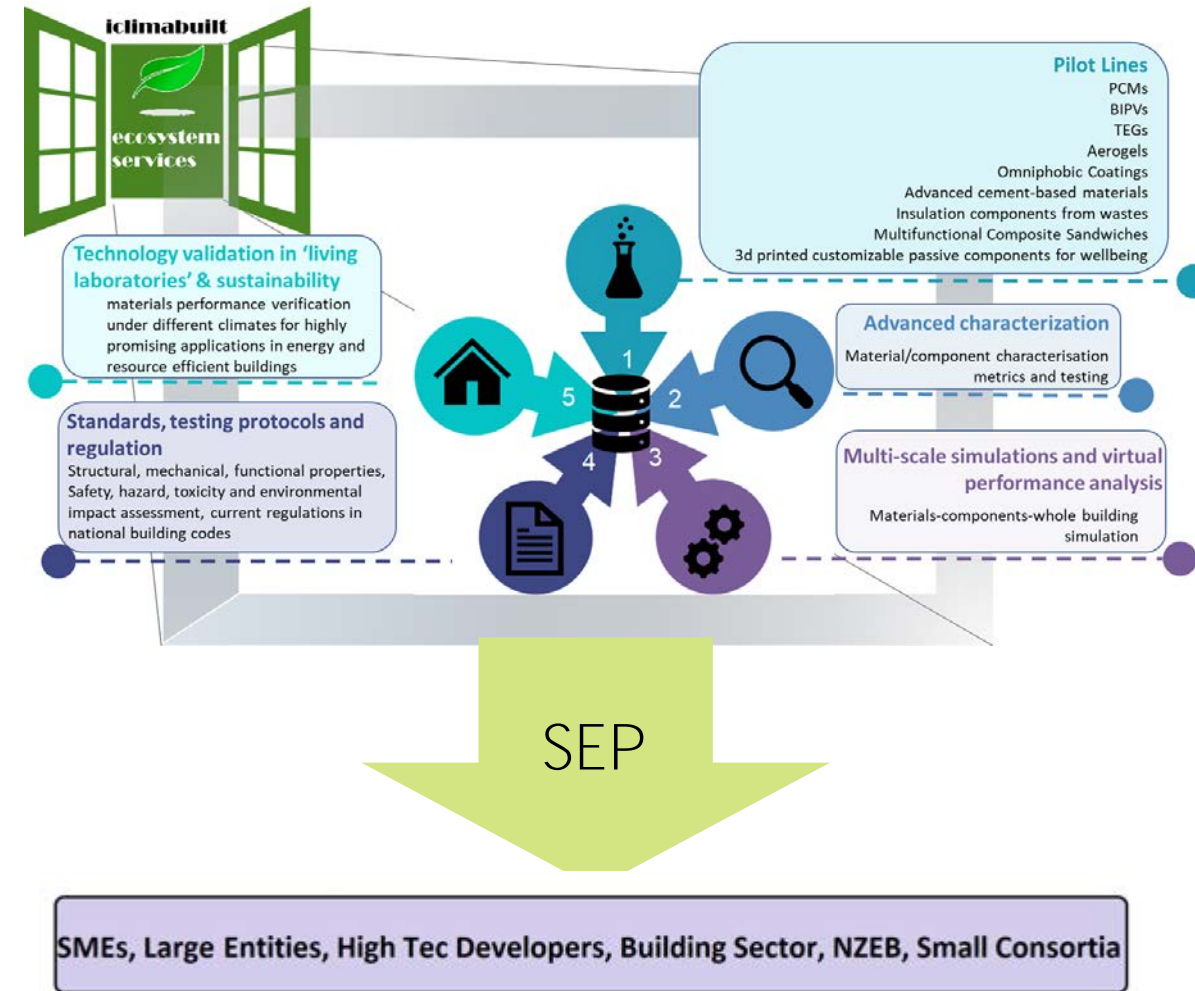 iclimabuilt
ecosystem
services
Pilot Lines
PCMs
BIPVs
TEGs
Aerogels
Omniphobic Coatings
Advanced cement-based materials
Insulation components from wastes
Multifunctional Composite Sandwiches
3d printed customizable passive components for wellbeing
Technology validation in ‘living
laboratories’ & sustainability
materials performance verification
under different climates for highly
promising applications in energy and
resource efficient buildings
Advanced characterization
Material/component characterisation
metrics and testing
1
2
3
4
5
Standards, testing protocols and
regulation
Structural, mechanical, functional properties,
Safety, hazard, toxicity and environmental
impact assessment, current regulations in
national building codes
Multi-scale simulations and virtual
performance analysis
Materials-components-whole building
simulation
SEP
SMEs, Large Entities, High Tec Developers, Building Sector, NZEB, Small Consortia